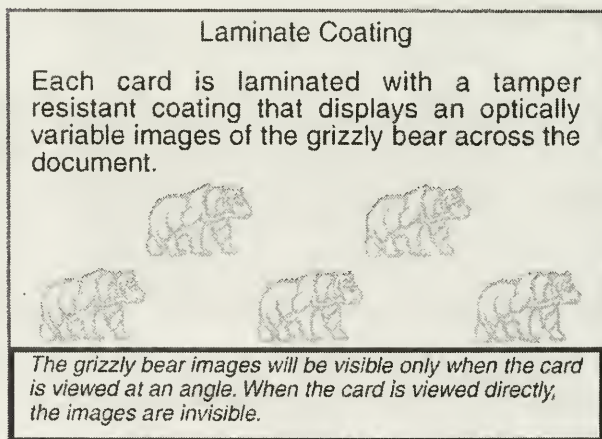 Laminate Coating
Each card is laminated with a tamper
resistant coating that displays an optically
variable images of the grizzly bear across the
document.
The grizzly bear images will be visible only when the card
is viewed at an angle. When the card is viewed directly,
the images are invisible.